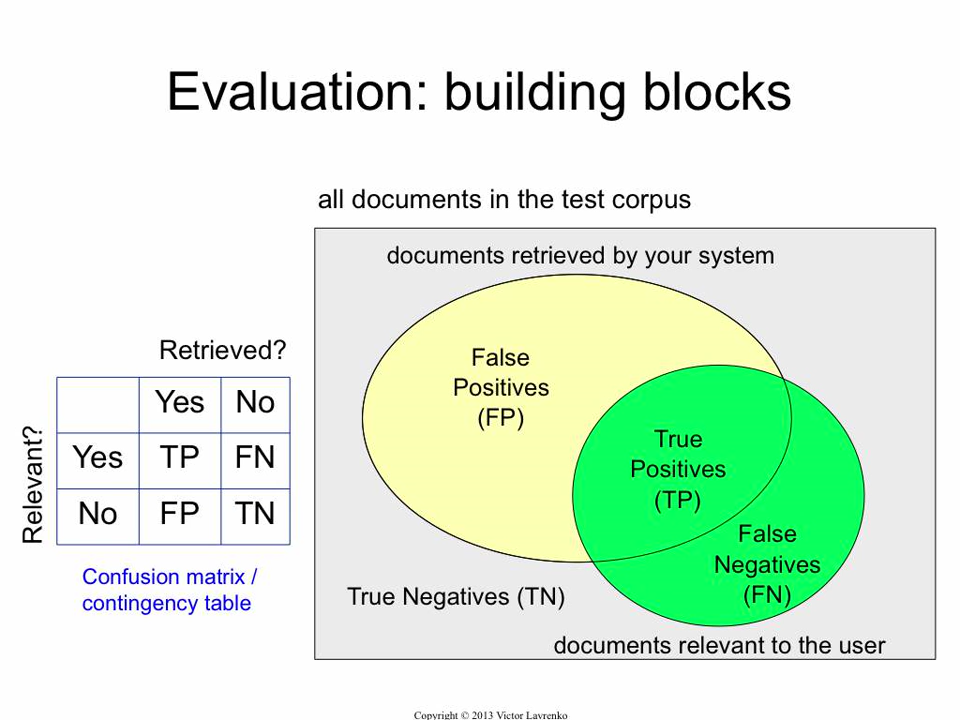 Evaluation: building blocks
all documents in the test corpus
documents retrieved by your system
Retrieved?
Relevant?
Yes No
Yes TP FN
No FP TN
Confusion matrix /
contingency table
False
Positives
(FP)
True
Positives
(TP)
False
Negatives
(FN)
True Negatives (TN)
documents relevant to the user
Copyright © 2013 Victor Lavrenko